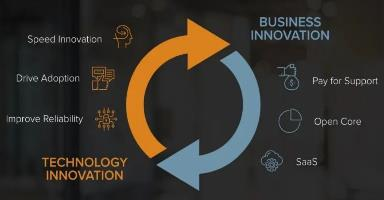 BUSINESS
INNOVATION
Speed Innovation
Drive Adoption
Improve Reliability
Pay for Support
Open Core
SaaS
TECHNOLOGY
INNOVATION